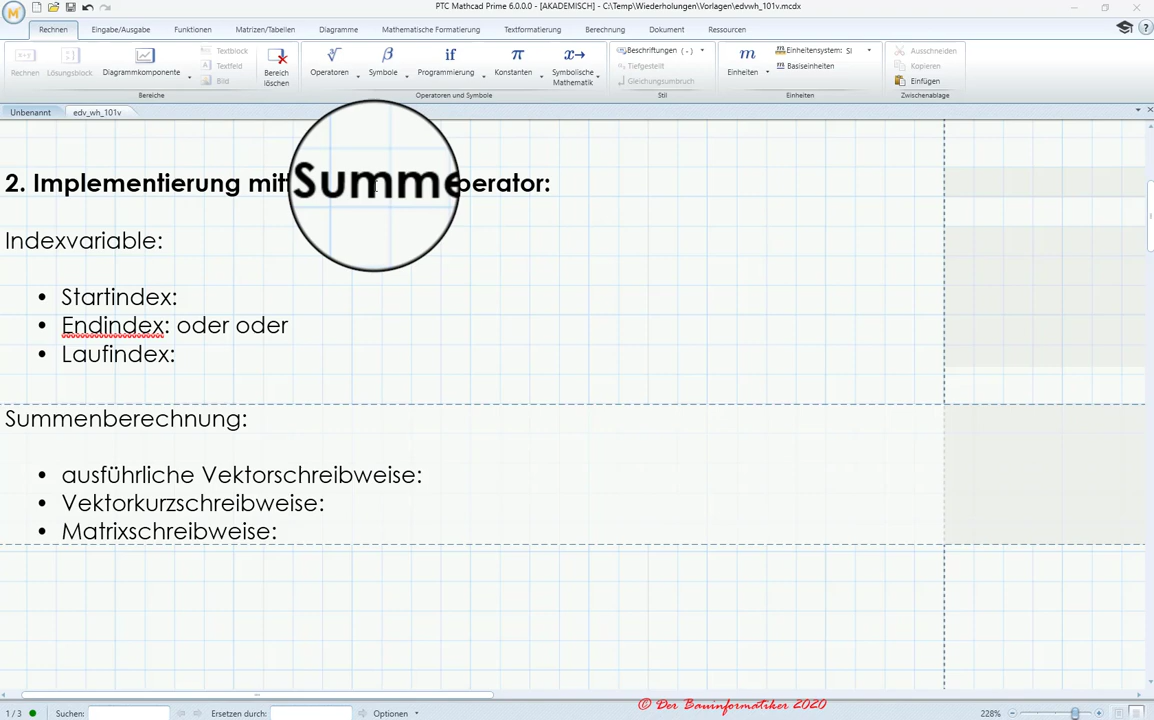 PTC Mathcad Prime 6.0.0.0 - [AKADEMISCH] - C:\Temp\Wiederholungen\Vorlagen\edvwh_101v.mcdx
Rechnen Eingabe/Ausgabe Funktionen Matrizen/Tabellen Diagramme Mathematische Formatierung Textformatierung Berechnung Dokument Ressourcen
Rechnen Lösungsblock Diagrammkomponente Textblock Textfeld Bild Bereich löschen
Operatoren Symbole Programmierung Konstanten Symbolische Mathematik
Beschriftungen ( - ) Tiefgestellt Gleichungsumbruch
Einheiten Einheitensystem: SI Basiseinheiten
Ausschneiden Kopieren Einfügen
Bereiche Operatoren und Symbole Stil Einheiten Zwischenablage
Unbenannt edv_wh_101v
2. Implementierung mitt Summe perator:
Indexvariable:
• Startindex:
• Endindex: oder oder
• Laufindex:
Summenberechnung:
• ausführliche Vektorschreibweise:
• Vektorkurzschreibweise:
• Matrixschreibweise:
© Der Bauinformatiker 2020
1 / 3 Suchen: Ersetzen durch: Optionen 228%